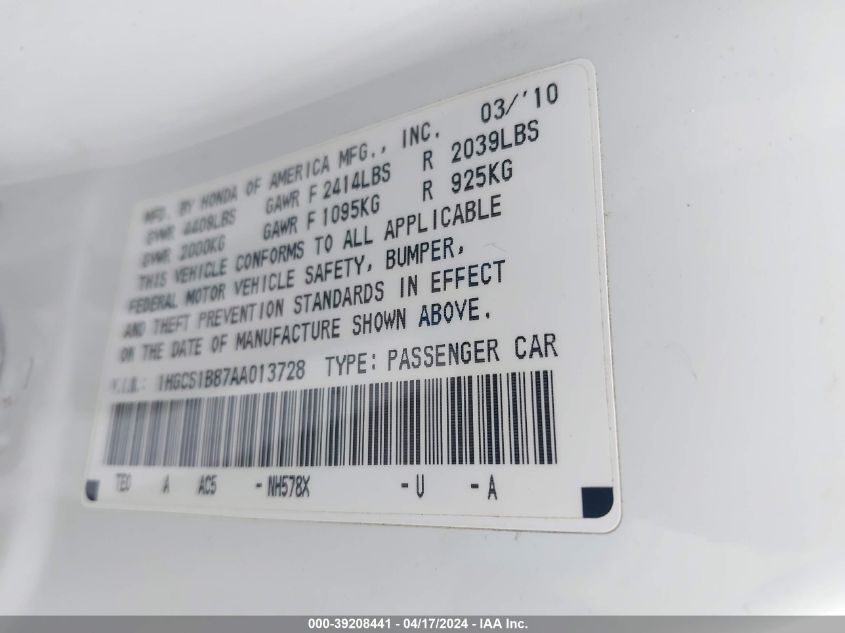 03/'10
MFD. BY HONDA OF AMERICA MFG., INC.
GVWR 4409LBS GAWR F 2414LBS R 2039LBS
GVWR 2000KG GAWR F 1095KG R 925KG
THIS VEHICLE CONFORMS TO ALL APPLICABLE
FEDERAL MOTOR VEHICLE SAFETY, BUMPER,
AND THEFT PREVENTION STANDARDS IN EFFECT
ON THE DATE OF MANUFACTURE SHOWN ABOVE.
V.I.N.: 1HGCS1B87AA013728 TYPE: PASSENGER CAR
TE0 A AC5 - NH578X - U - A
000-39208441 - 04/17/2024 - IAA Inc.